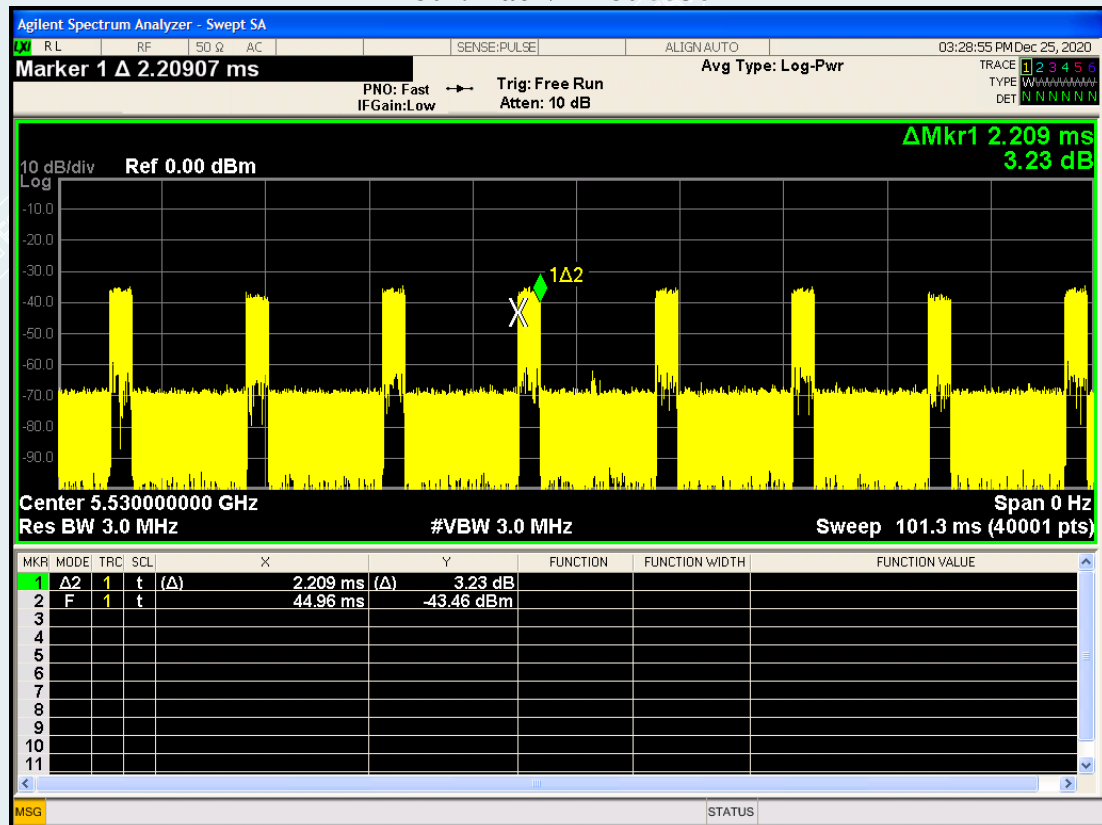 Agilent Spectrum Analyzer - Swept SA
LXI RL RF 50 Ω AC SENSE:PULSE ALIGN AUTO 03:28:55 PM Dec 25, 2020
Marker 1 Δ 2.20907 ms
PNO: Fast
IFGain:Low
Trig: Free Run
Atten: 10 dB
Avg Type: Log-Pwr
TRACE 1 2 3 4 5 6
TYPE WWWWWW
DET N N N N N N
ΔMkr1 2.209 ms
3.23 dB
10 dB/div Ref 0.00 dBm
Log
-10.0
-20.0
-30.0
1Δ2
-40.0
-50.0
-60.0
-70.0
-80.0
-90.0
Center 5.530000000 GHz Span 0 Hz
Res BW 3.0 MHz #VBW 3.0 MHz Sweep 101.3 ms (40001 pts)
MKR MODE TRC SCL X Y FUNCTION FUNCTION WIDTH FUNCTION VALUE
1 Δ2 1 t (Δ) 2.209 ms (Δ) 3.23 dB
2 F 1 t 44.96 ms -43.46 dBm
3
4
5
6
7
8
9
10
11
MSG STATUS